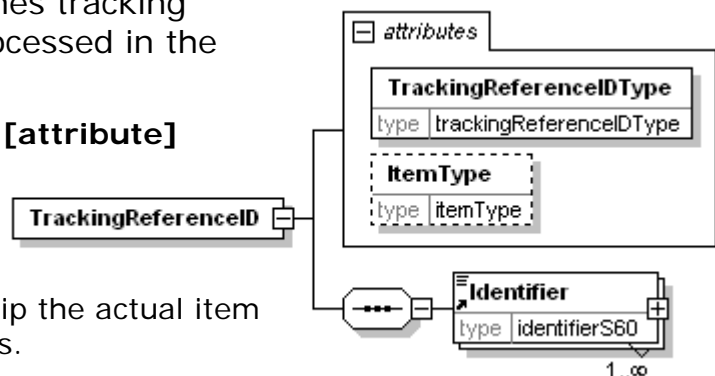 nes tracking
ocessed in the
[attribute]
ip the actual item
s.
attributes
TrackingReferenceIDType
type trackingReferenceIDType
ItemType
type itemType
TrackingReferenceID
Identifier
type identifierS60
1..∞